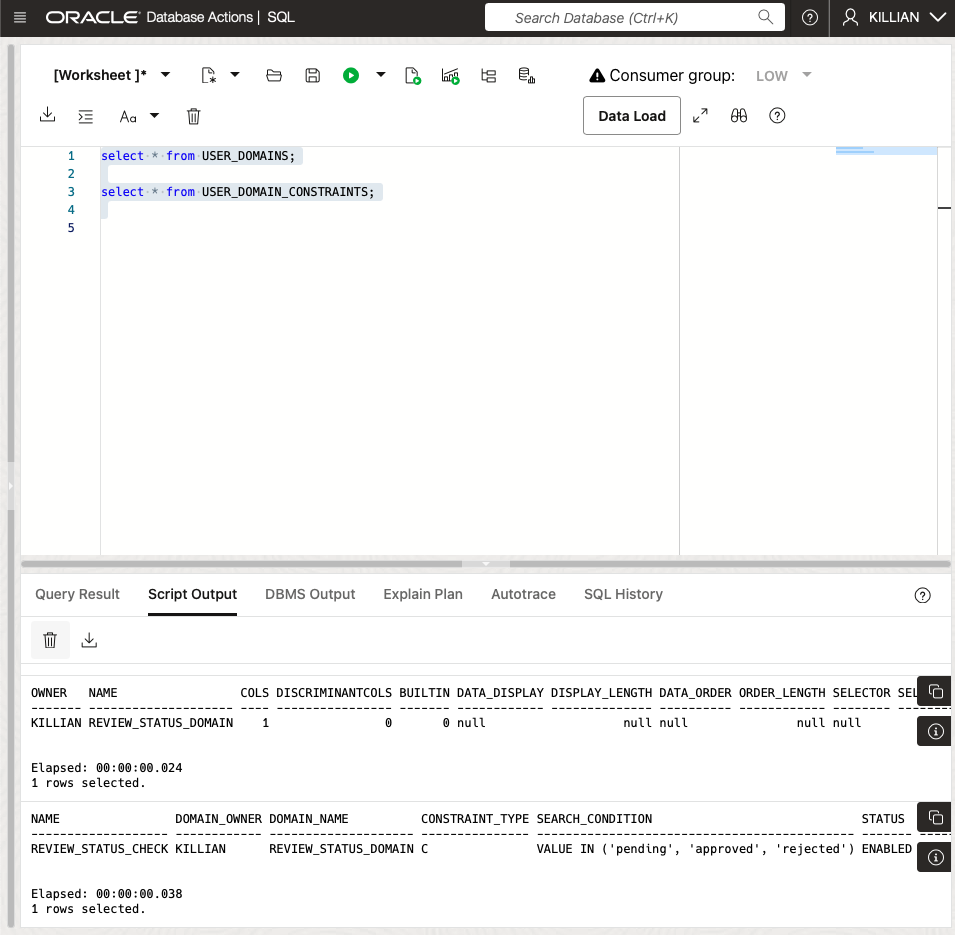 ORACLE Database Actions | SQL
Search Database (Ctrl+K)
KILLIAN
[Worksheet ]*
Consumer group: LOW
Aa
Data Load
1 select * from USER_DOMAINS;
2
3 select * from USER_DOMAIN_CONSTRAINTS;
4
5
Query Result Script Output DBMS Output Explain Plan Autotrace SQL History
OWNER NAME COLS DISCRIMINANTCOLS BUILTIN DATA_DISPLAY DISPLAY_LENGTH DATA_ORDER ORDER_LENGTH SELECTOR SEL
------- -------------------- ---- ---------------- ------- ------------ -------------- ---------- ------------ -------- ---
KILLIAN REVIEW_STATUS_DOMAIN 1 0 0 null null null null null
Elapsed: 00:00:00.024
1 rows selected.
NAME DOMAIN_OWNER DOMAIN_NAME CONSTRAINT_TYPE SEARCH_CONDITION STATUS
------------------- ------------ -------------------- --------------- -------------------------------------------- -------
REVIEW_STATUS_CHECK KILLIAN REVIEW_STATUS_DOMAIN C VALUE IN ('pending', 'approved', 'rejected') ENABLED
Elapsed: 00:00:00.038
1 rows selected.